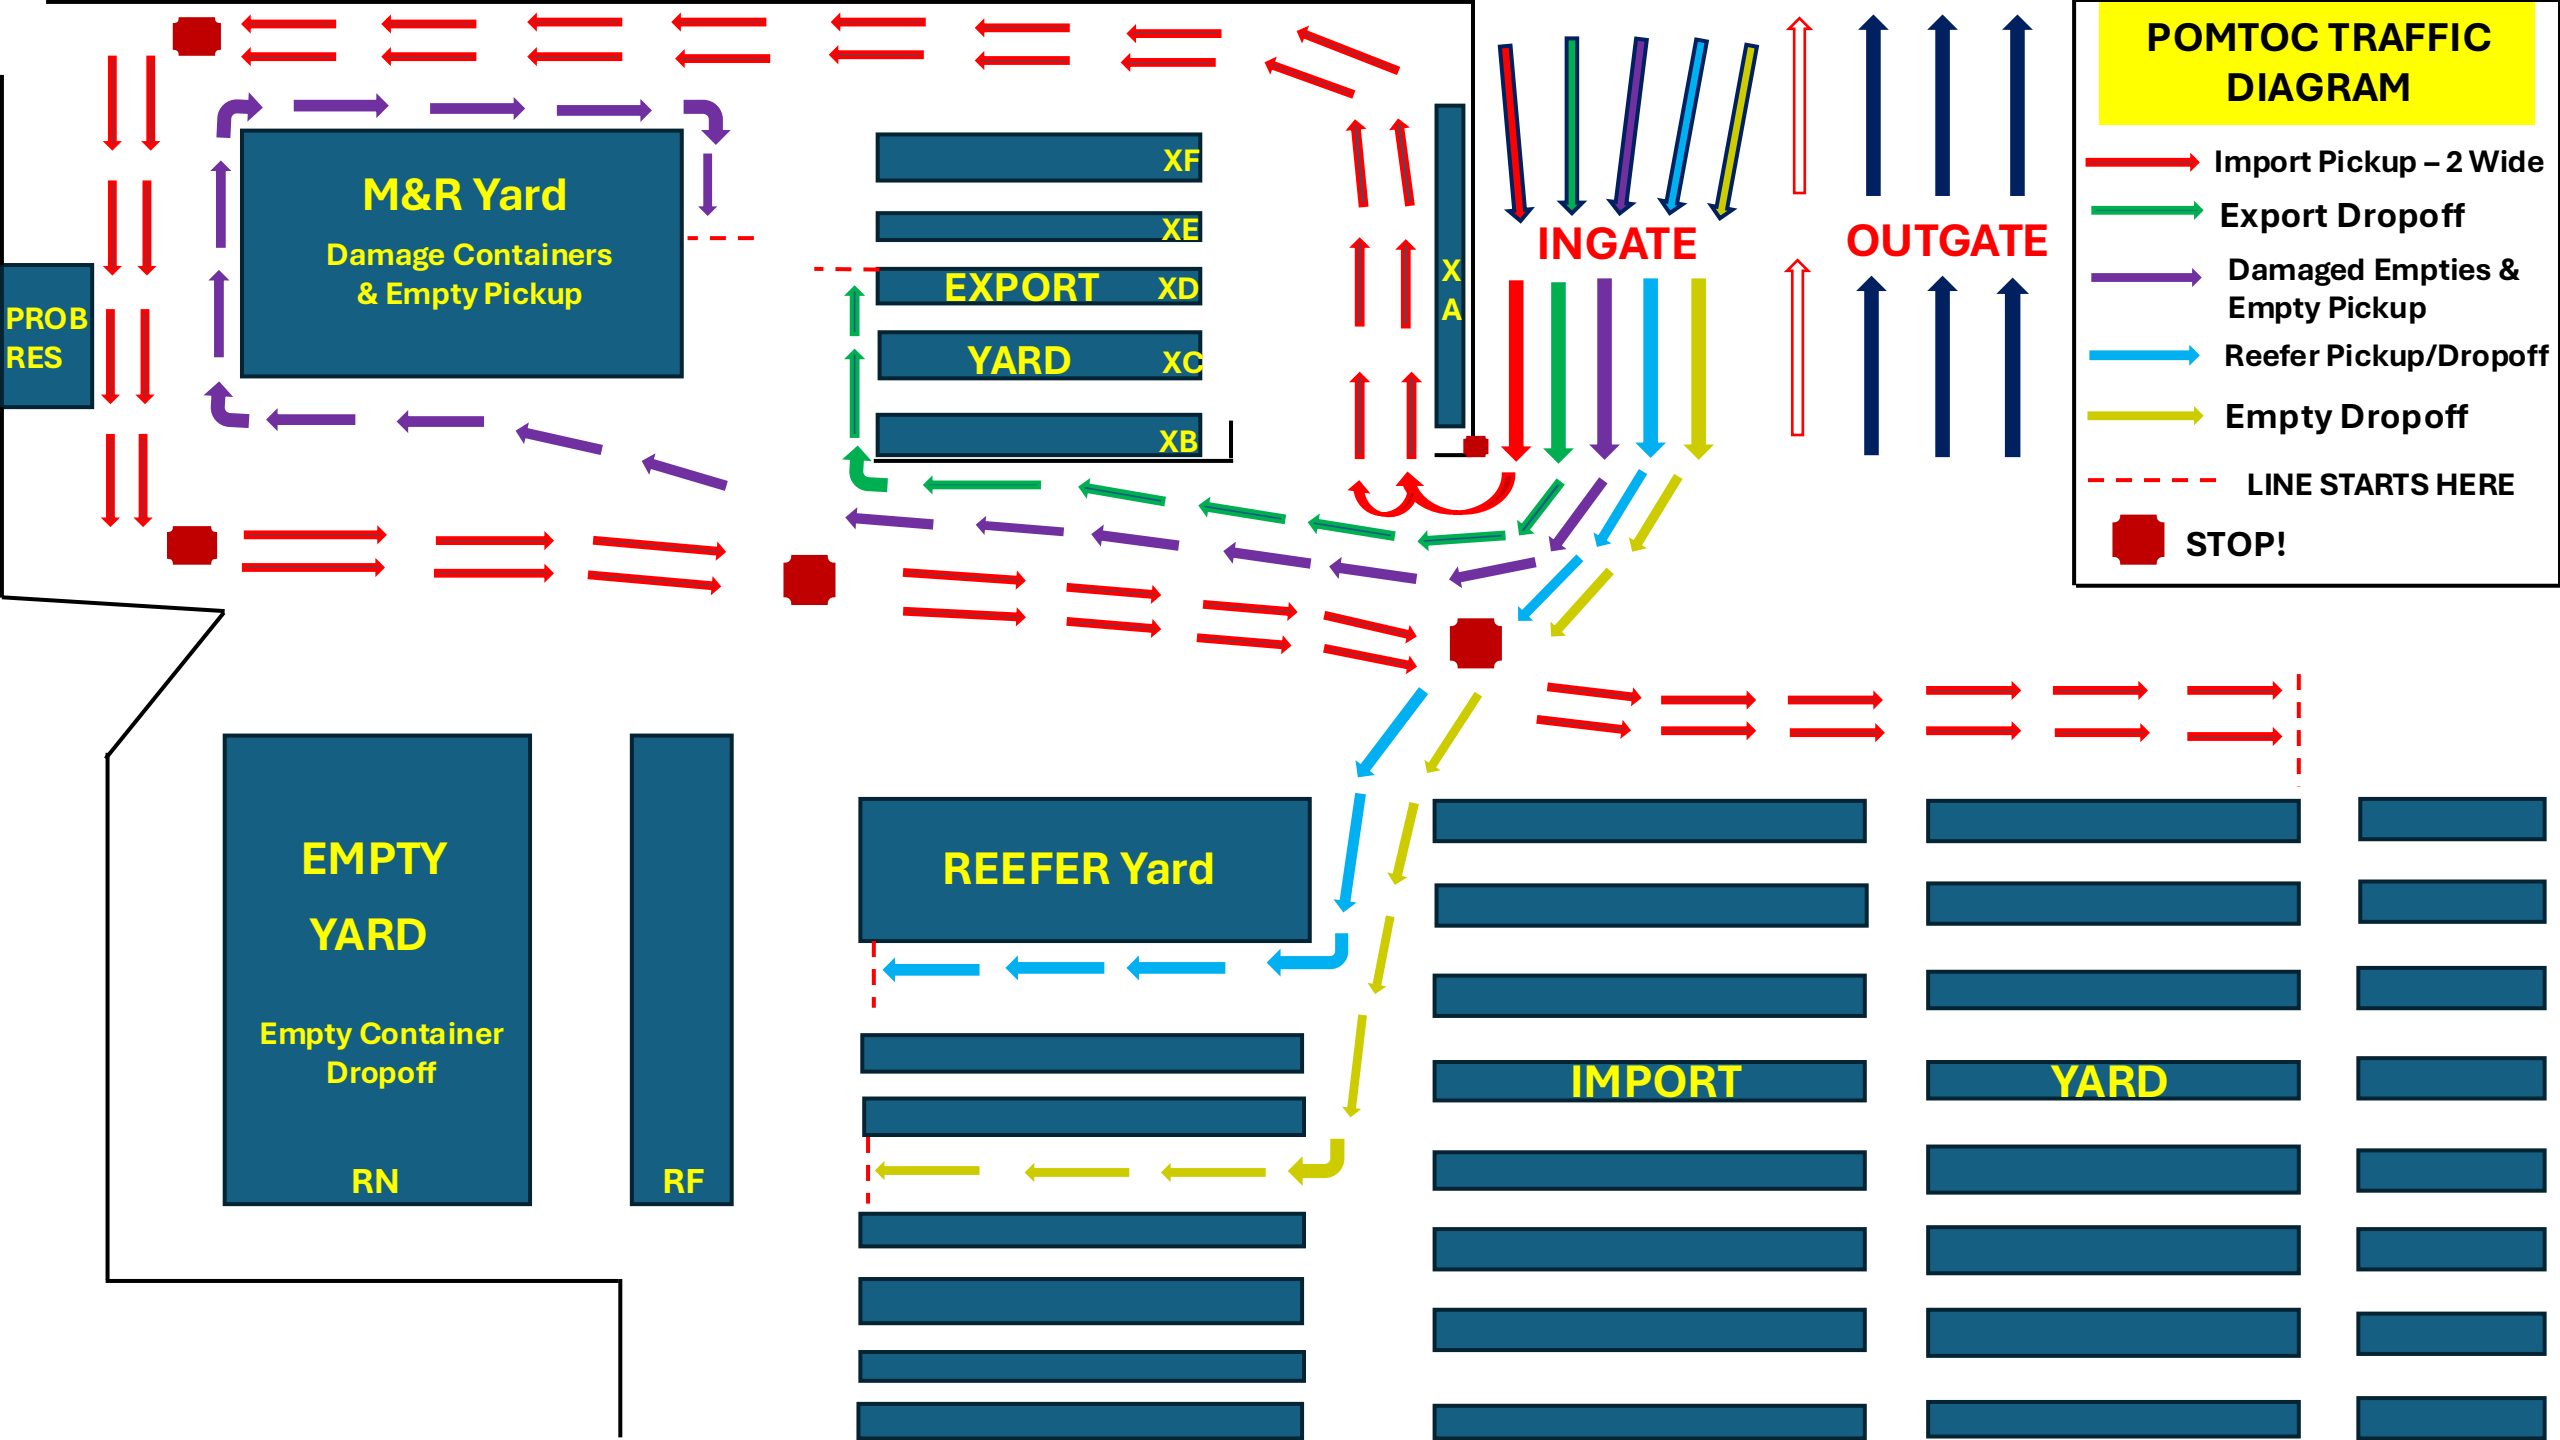 POMTOC TRAFFIC
DIAGRAM
Import Pickup – 2 Wide
Export Dropoff
Damaged Empties &
Empty Pickup
Reefer Pickup/Dropoff
Empty Dropoff
LINE STARTS HERE
STOP!
INGATE
OUTGATE
M&R Yard
Damage Containers
& Empty Pickup
PROB
RES
XF
XE
EXPORT XD
YARD XC
XB
X
A
EMPTY
YARD
Empty Container
Dropoff
RN
RF
REEFER Yard
IMPORT YARD